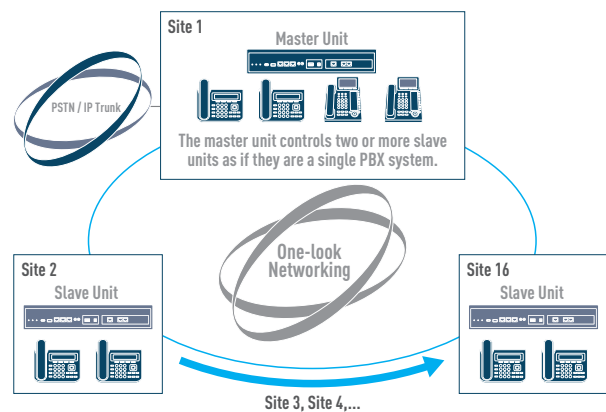 Site 1
Master Unit
PSTN / IP Trunk
The master unit controls two or more slave
units as if they are a single PBX system.
One-look
Networking
Site 2
Slave Unit
Site 16
Slave Unit
Site 3, Site 4,...